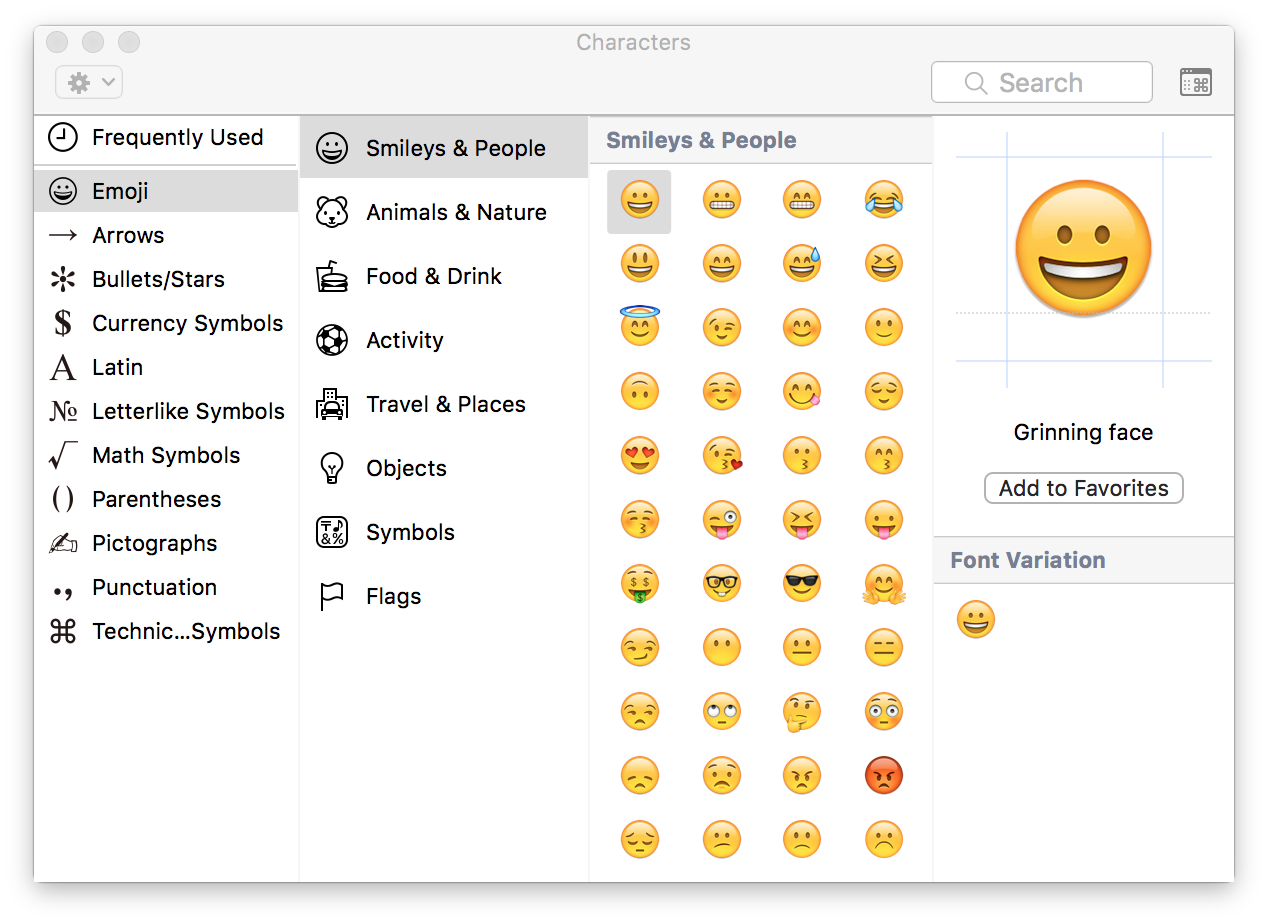 Characters
Search
Frequently Used
Emoji
Arrows
Bullets/Stars
Currency Symbols
Latin
Letterlike Symbols
Math Symbols
Parentheses
Pictographs
Punctuation
Technic...Symbols
Smileys & People
Animals & Nature
Food & Drink
Activity
Travel & Places
Objects
Symbols
Flags
Smileys & People
Grinning face
Add to Favorites
Font Variation